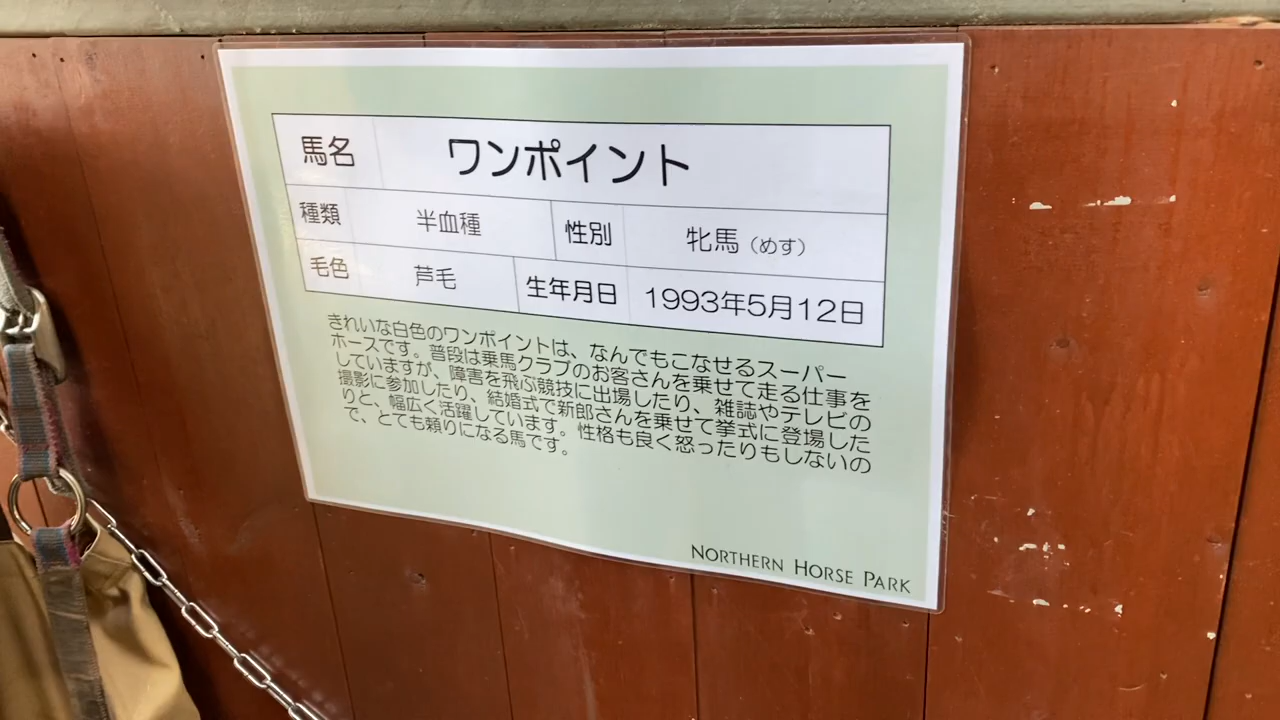 馬名 ワンポイント
種類 半血種 性別 牝馬（めす）
毛色 芦毛 生年月日 1993年5月12日
きれいな白色のワンポイントは、なんでもこなせるスーパー
ホースです。普段は乗馬クラブのお客さんを乗せて走る仕事を
していますが、障害を飛ぶ競技に出場したり、雑誌やテレビの
撮影に参加したり、結婚式で新郎さんを乗せて挙式に登場した
りと、幅広く活躍しています。性格も良く怒ったりもしないの
で、とても頼りになる馬です。
NORTHERN HORSE PARK